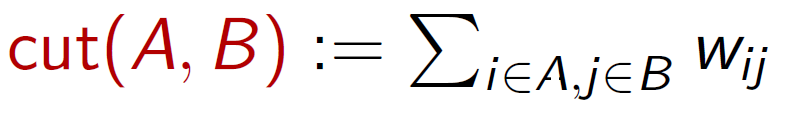 cut(A, B) := ∑i∈A,j∈B wij